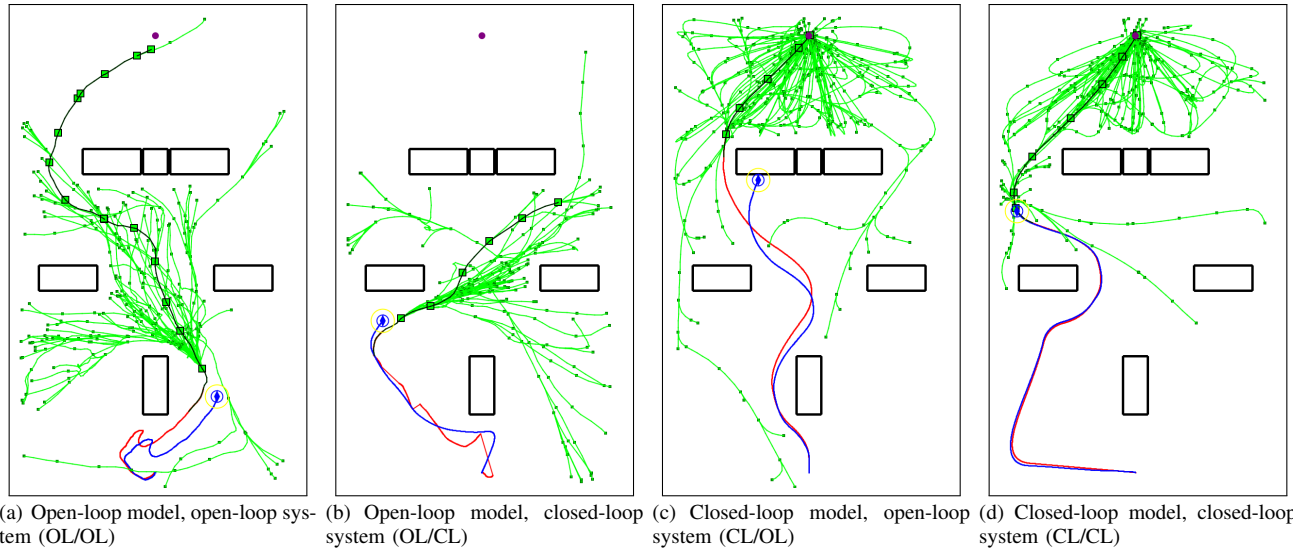 (a) Open-loop model, open-loop sys-
tem (OL/OL)
(b) Open-loop model, closed-loop
system (OL/CL)
(c) Closed-loop model, open-loop
system (CL/OL)
(d) Closed-loop model, closed-loop
system (CL/CL)